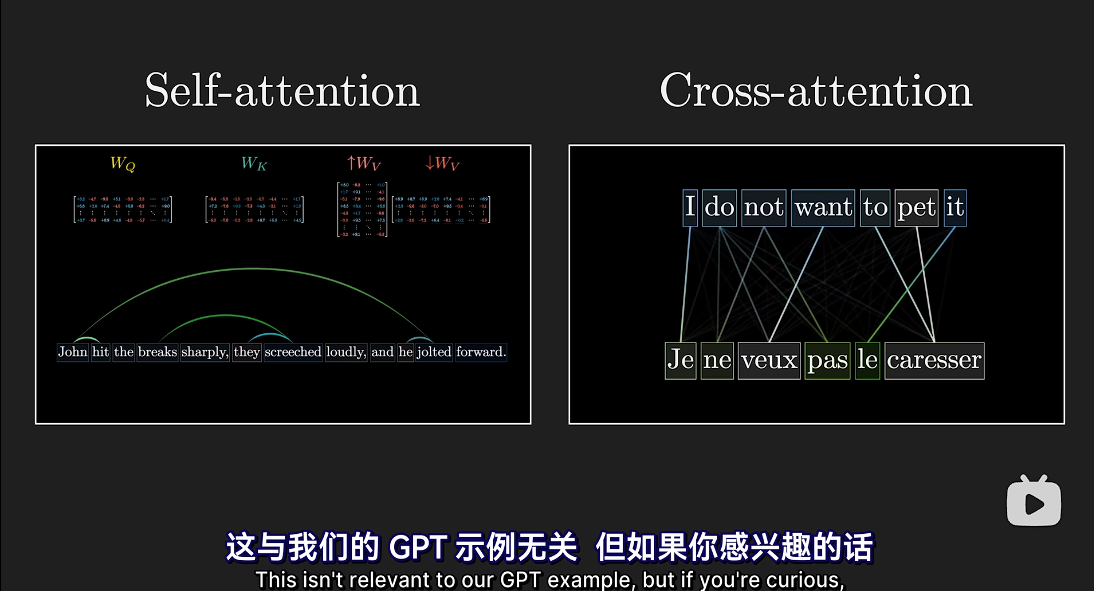 Self-attention
Cross-attention
W_Q
W_K
↑W_V
↓W_V
John hit the breaks sharply, they screeched loudly, and he jolted forward.
I do not want to pet it
Je ne veux pas le caresser
这与我们的 GPT 示例无关 但如果你感兴趣的话
This isn't relevant to our GPT example, but if you're curious,